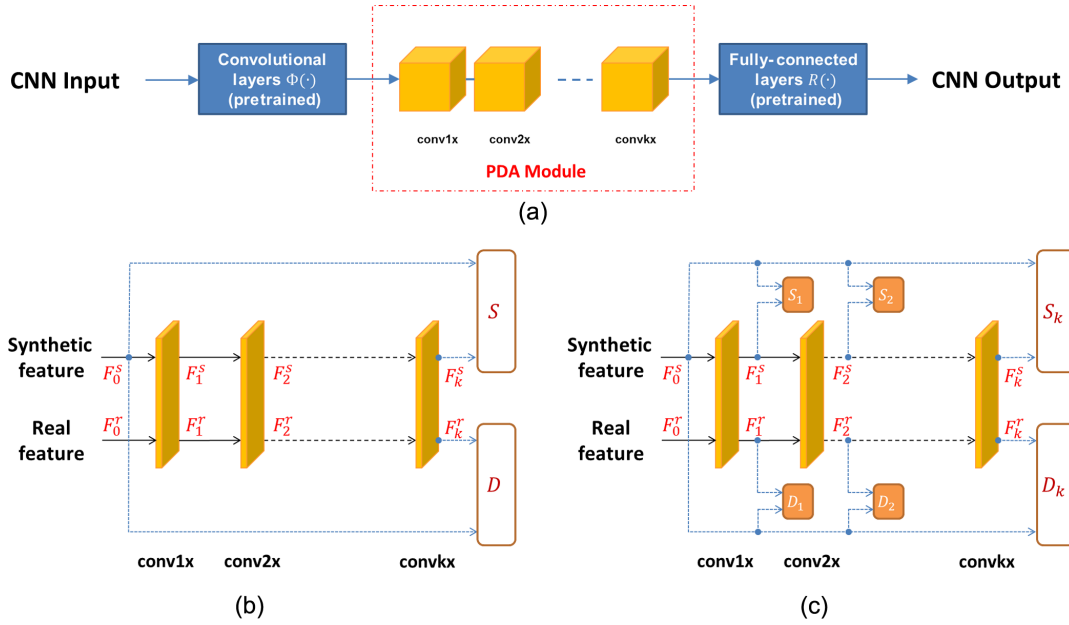 CNN Input
Convolutional
layers Φ(·)
(pretrained)
conv1x
conv2x
convkx
PDA Module
Fully- connected
layers R(·)
(pretrained)
CNN Output
(a)
S
Synthetic
feature
F_0^s
F_1^s
F_2^s
F_k^s
Real
feature
F_0^r
F_1^r
F_2^r
F_k^r
D
conv1x
conv2x
convkx
(b)
S_1
S_2
S_k
Synthetic
feature
F_0^s
F_1^s
F_2^s
F_k^s
Real
feature
F_0^r
F_1^r
F_2^r
F_k^r
D_1
D_2
D_k
conv1x
conv2x
convkx
(c)